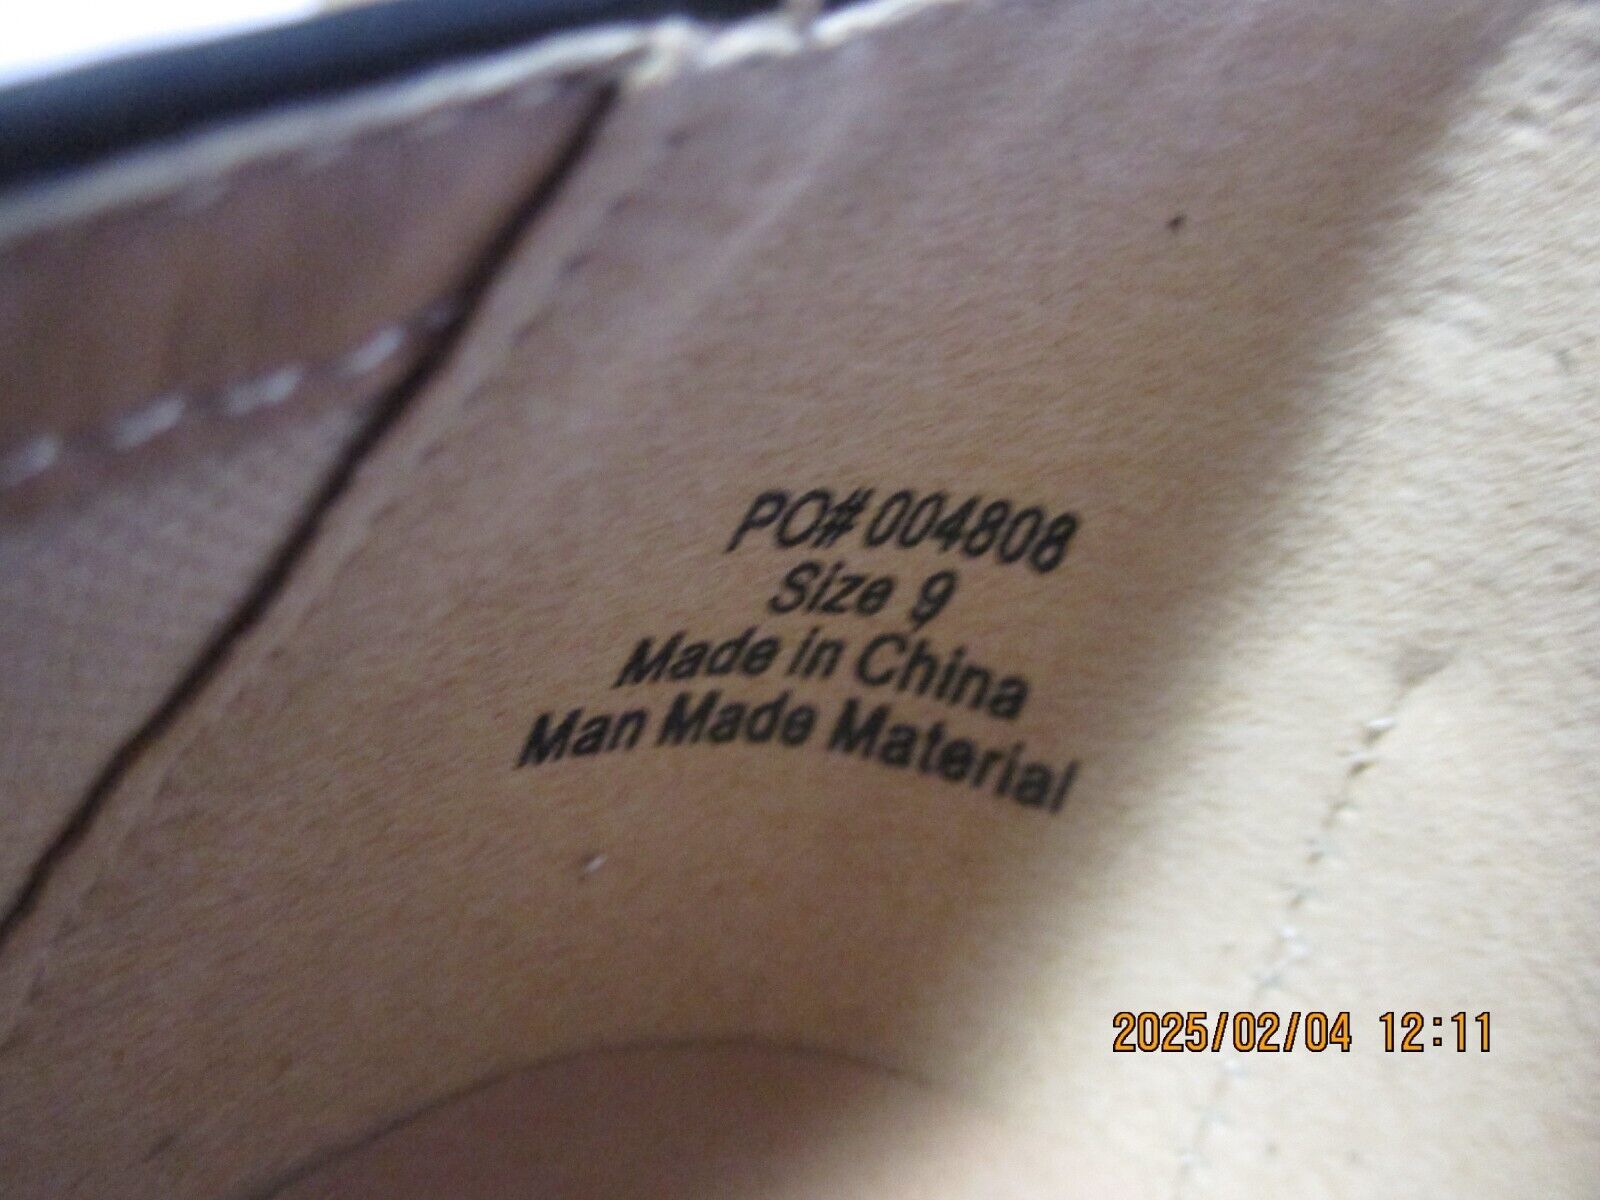 PO# 004808
Size 9
Made in China
Man Made Material
2025/02/04 12:11